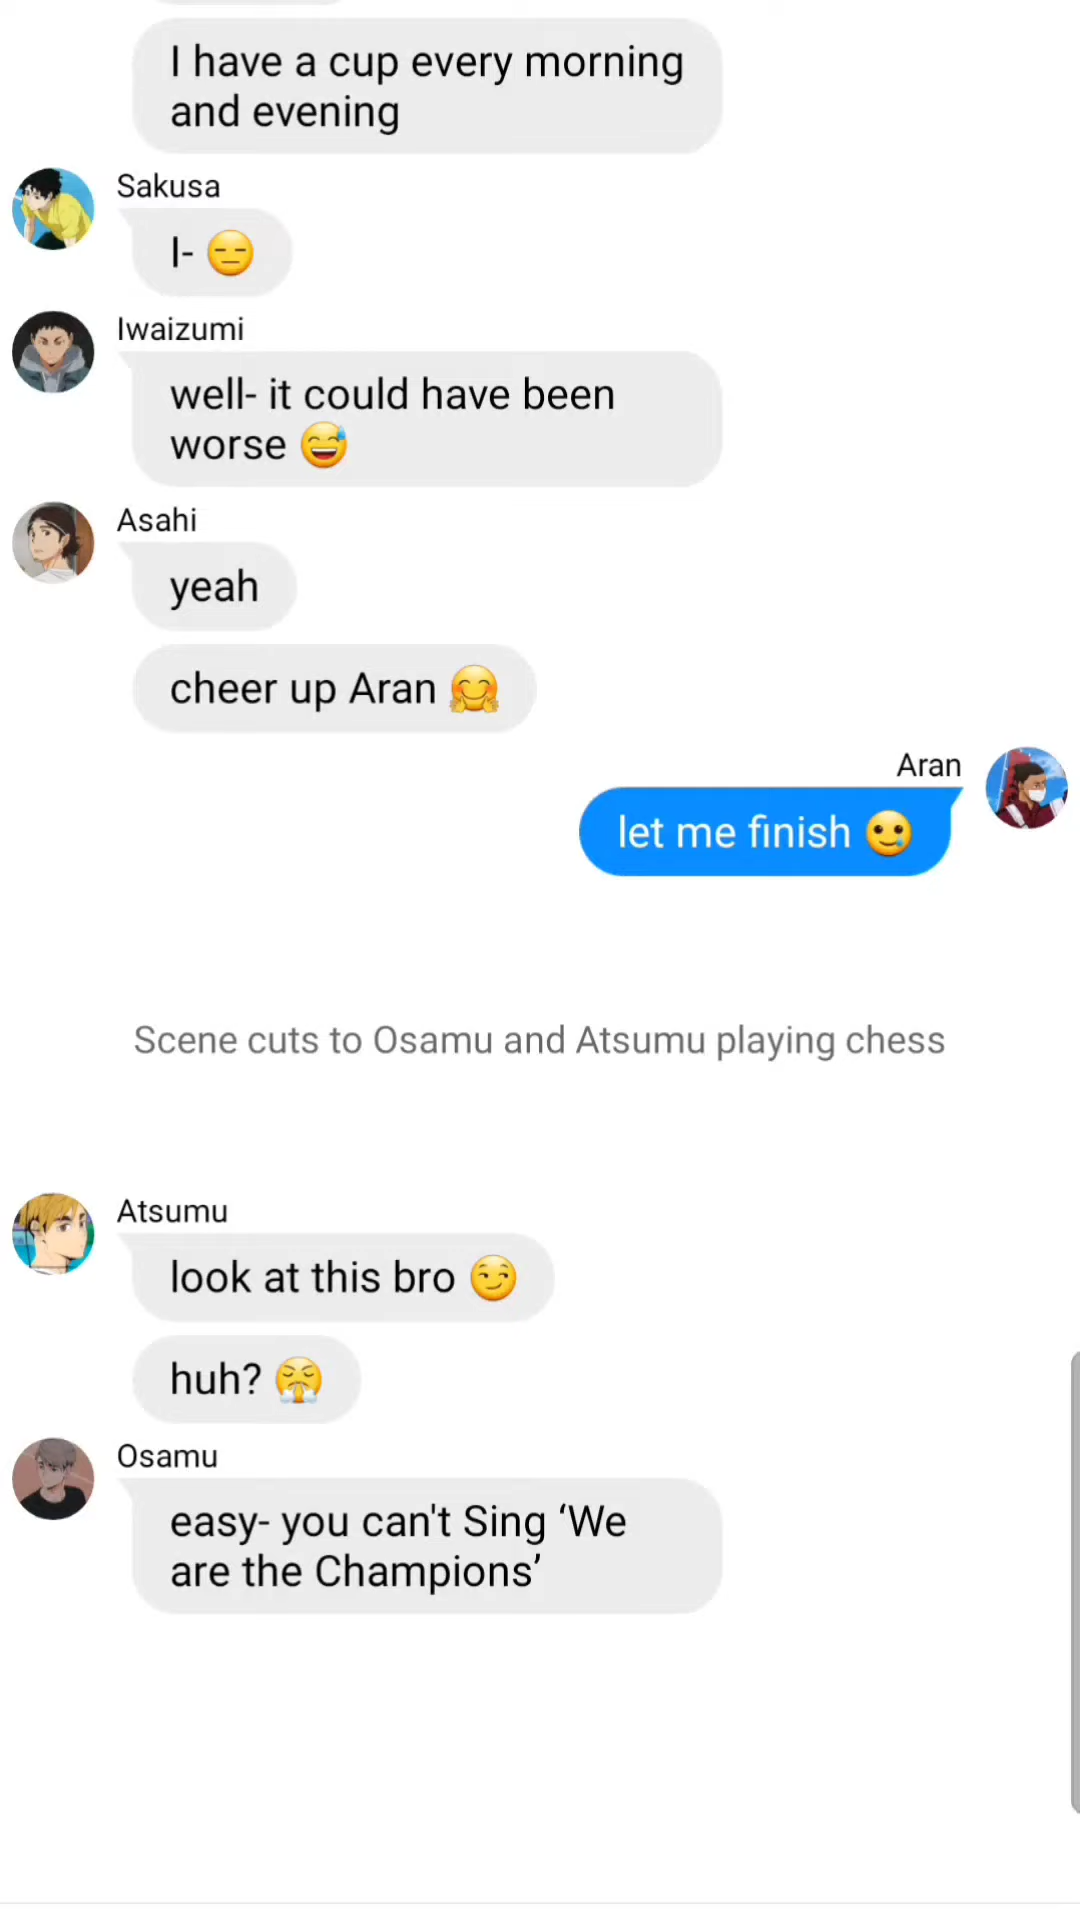 I have a cup every morning
and evening
Sakusa
I- 😑
Iwaizumi
well- it could have been
worse 😅
Asahi
yeah
cheer up Aran 🤗
Aran
let me finish 🥲
Scene cuts to Osamu and Atsumu playing chess
Atsumu
look at this bro 😏
huh? 😤
Osamu
easy- you can't Sing ‘We
are the Champions’